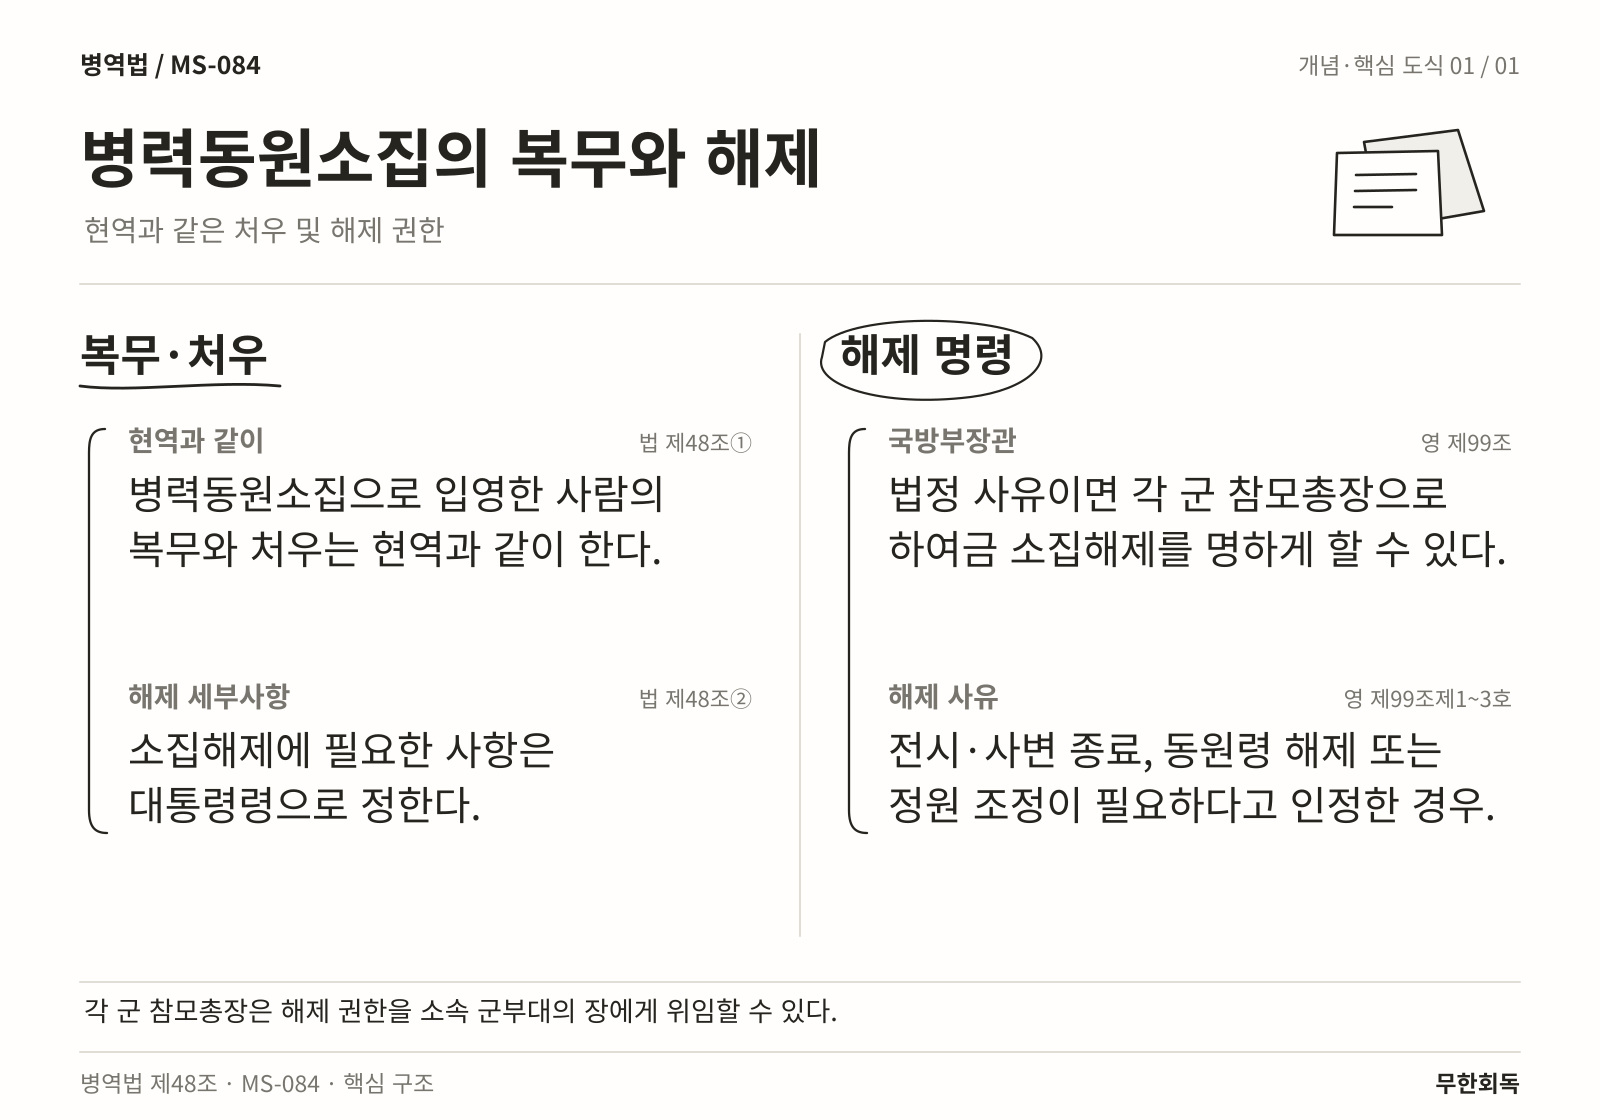 병역법 / MS-084
개념·핵심 도식 01 / 01
병력동원소집의 복무와 해제
현역과 같은 처우 및 해제 권한
복무·처우
현역과 같이
법 제48조①
병력동원소집으로 입영한 사람의
복무와 처우는 현역과 같이 한다.
해제 세부사항
법 제48조②
소집해제에 필요한 사항은
대통령령으로 정한다.
해제 명령
국방부장관
영 제99조
법정 사유이면 각 군 참모총장으로
하여금 소집해제를 명하게 할 수 있다.
해제 사유
영 제99조제1~3호
전시·사변 종료, 동원령 해제 또는
정원 조정이 필요하다고 인정한 경우.
각 군 참모총장은 해제 권한을 소속 군부대의 장에게 위임할 수 있다.
병역법 제48조 · MS-084 · 핵심 구조
무한회독